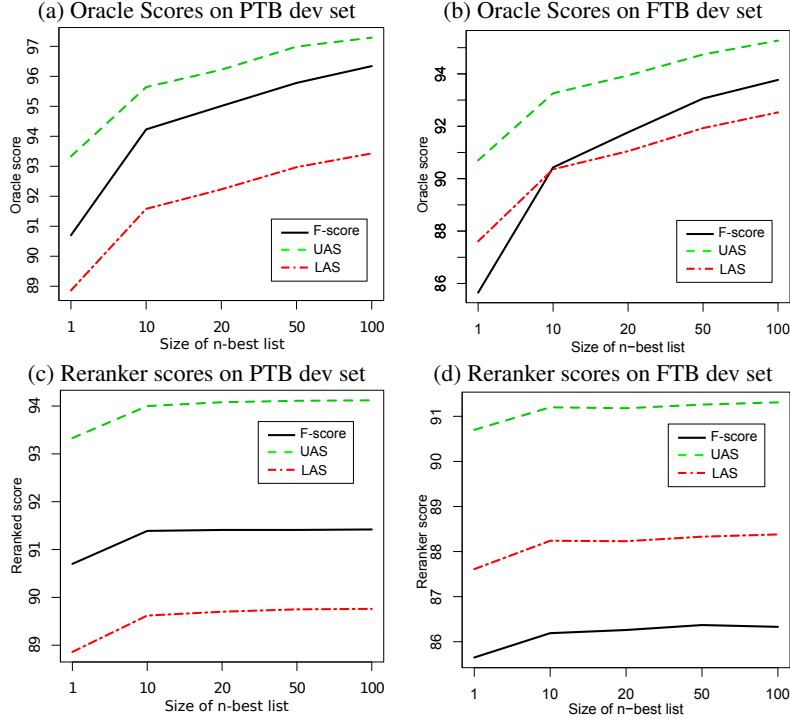 (a) Oracle Scores on PTB dev set
Oracle score
97
96
95
94
93
92
91
90
89
F-score
UAS
LAS
1 10 20 50 100
Size of n-best list
(b) Oracle Scores on FTB dev set
Oracle score
94
92
90
88
86
F-score
UAS
LAS
1 10 20 50 100
Size of n−best list
(c) Reranker scores on PTB dev set
Reranked score
94
93
92
91
90
89
F-score
UAS
LAS
1 10 20 50 100
Size of n-best list
(d) Reranker scores on FTB dev set
Reranker score
91
90
89
88
87
86
F-score
UAS
LAS
1 10 20 50 100
Size of n−best list